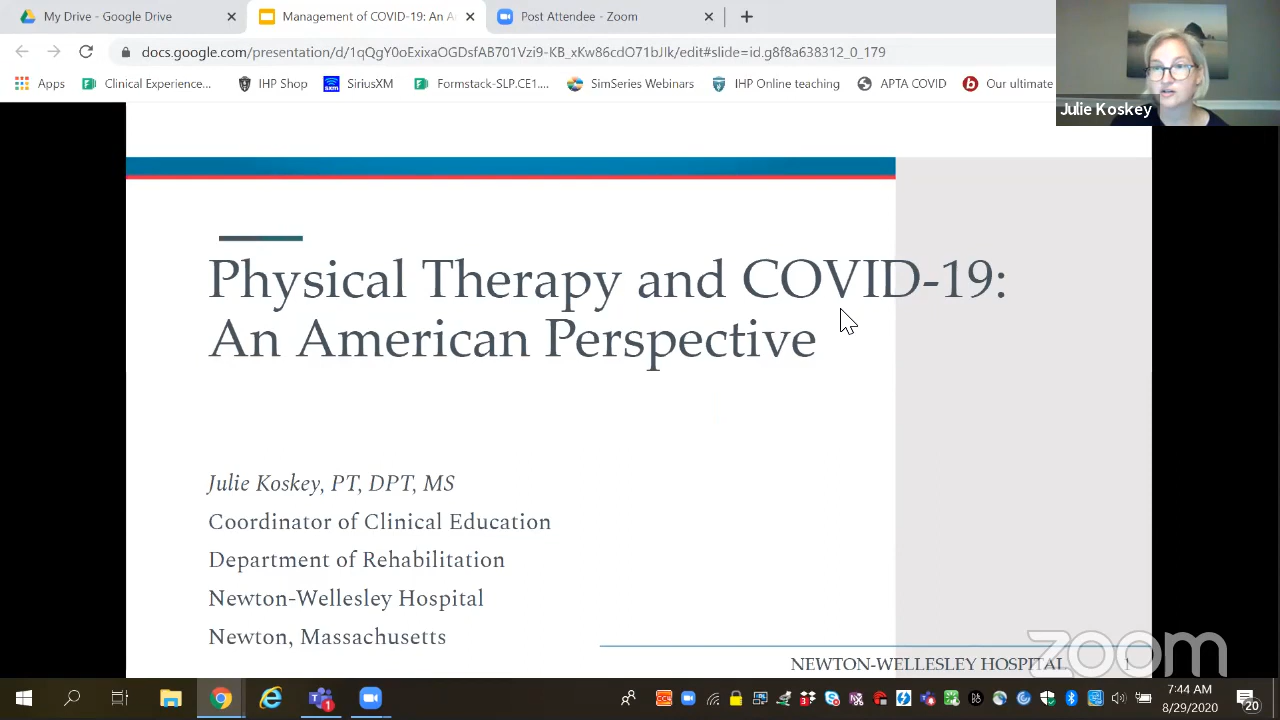 My Drive - Google Drive
Management of COVID-19: An A
Post Attendee - Zoom
docs.google.com/presentation/d/1qQgY0oExixaOGDsfAB701Vzi9-KB_xKw86cdO71bJIk/edit#slide=id.g8f8a638312_0_179
Apps
Clinical Experience...
IHP Shop
SiriusXM
Formstack-SLP.CE1....
SimSeries Webinars
IHP Online teaching
APTA COVID
Our ultimate
Julie Koskey
Physical Therapy and COVID-19:
An American Perspective
Julie Koskey, PT, DPT, MS
Coordinator of Clinical Education
Department of Rehabilitation
Newton-Wellesley Hospital
Newton, Massachusetts
NEWTON-WELLESLEY HOSPITAL 1
zoom
7:44 AM
8/29/2020
20